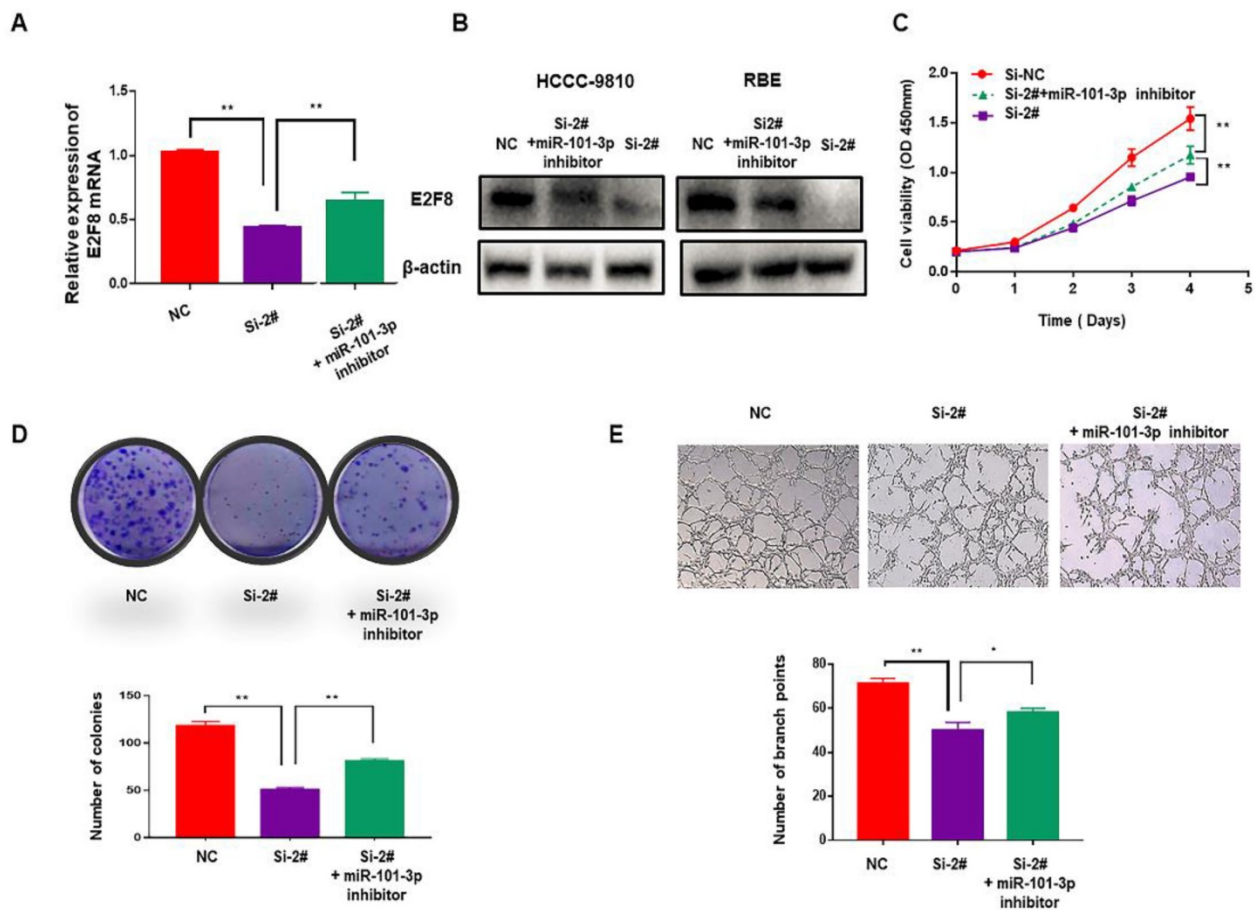 A
Relative expression of
E2F8 mRNA
1.5
1.0
0.5
0.0
**
**
NC
Si-2#
Si-2#
+ miR-101-3p
inhibitor
B
HCCC-9810
RBE
NC
Si-2#
+miR-101-3p
inhibitor
Si-2#
NC
Si2#
+miR-101-3p
inhibitor
Si-2#
E2F8
β-actin
C
Cell viability (OD 450mm)
2.0
1.5
1.0
0.5
0.0
Si-NC
Si-2#+miR-101-3p inhibitor
Si-2#
**
**
0 1 2 3 4 5
Time ( Days)
D
NC
Si-2#
Si-2#
+ miR-101-3p
inhibitor
Number of colonies
150
100
50
0
**
**
NC
Si-2#
Si-2#
+ miR-101-3p
inhibitor
E
NC
Si-2#
Si-2#
+ miR-101-3p inhibitor
Number of branch points
80
60
40
20
0
**
*
NC
Si-2#
Si-2#
+ miR-101-3p
inhibitor